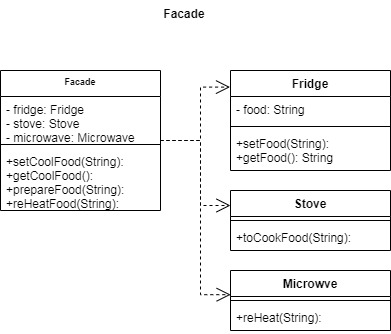 Facade
Facade
- fridge: Fridge
- stove: Stove
- microwave: Microwave
+setCoolFood(String):
+getCoolFood():
+prepareFood(String):
+reHeatFood(String):
Fridge
- food: String
+setFood(String):
+getFood(): String
Stove
+toCookFood(String):
Microwve
+reHeat(String):